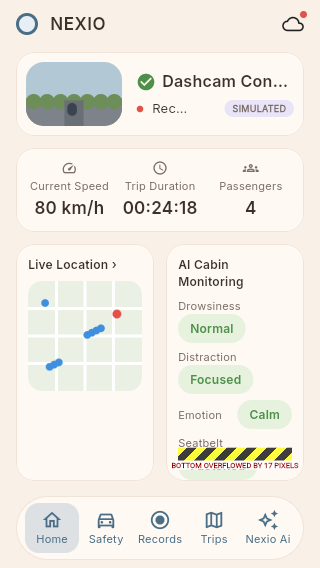 NEXIO
Dashcam Con...
Rec...
SIMULATED
Current Speed
Trip Duration
Passengers
80 km/h
00:24:18
4
Live Location ›
AI Cabin
Monitoring
Drowsiness
Normal
Distraction
Focused
Emotion
Calm
Seatbelt
BOTTOM OVERFLOWED BY 17 PIXELS
Home
Safety
Records
Trips
Nexio Ai